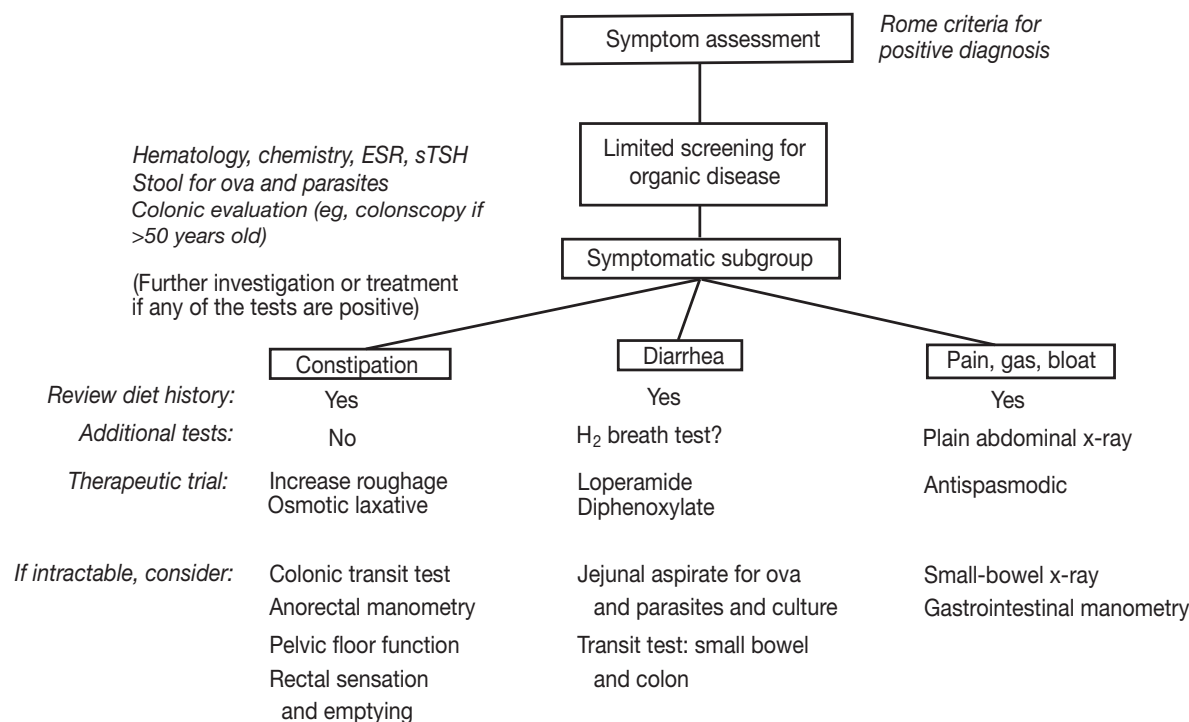 Symptom assessment
Rome criteria for
positive diagnosis
Limited screening for
organic disease
Hematology, chemistry, ESR, sTSH
Stool for ova and parasites
Colonic evaluation (eg, colonscopy if
>50 years old)
(Further investigation or treatment
if any of the tests are positive)
Symptomatic subgroup
Constipation
Diarrhea
Pain, gas, bloat
Review diet history:
Yes
Yes
Yes
Additional tests:
No
H₂ breath test?
Plain abdominal x-ray
Therapeutic trial:
Increase roughage
Osmotic laxative
Loperamide
Diphenoxylate
Antispasmodic
If intractable, consider:
Colonic transit test
Anorectal manometry
Pelvic floor function
Rectal sensation
and emptying
Jejunal aspirate for ova
and parasites and culture
Transit test: small bowel
and colon
Small-bowel x-ray
Gastrointestinal manometry